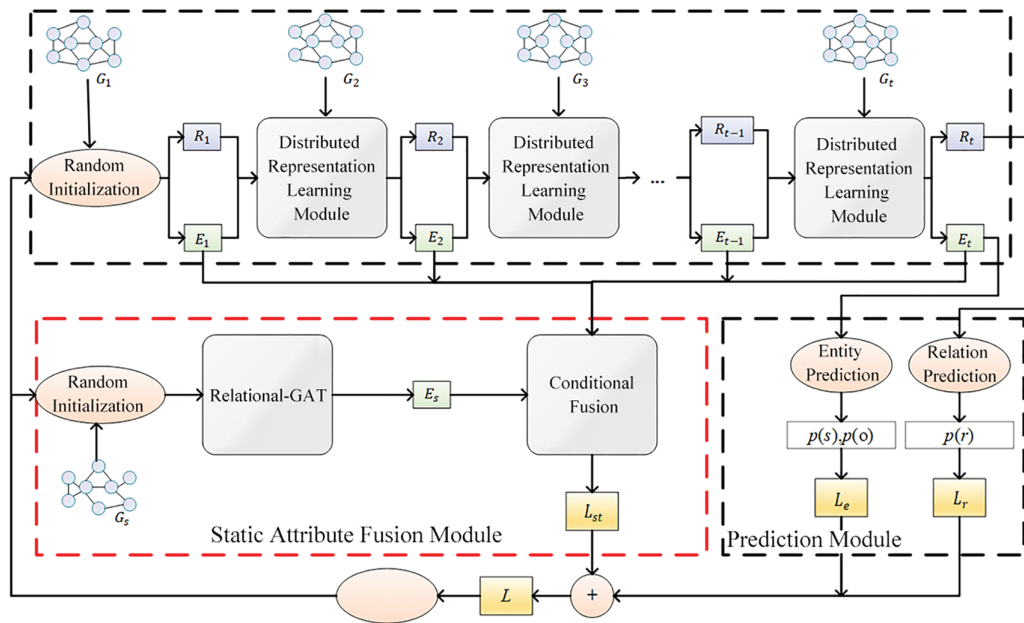 G₁
G₂
G₃
Gₜ
Random
Initialization
R₁
E₁
Distributed
Representation
Learning
Module
R₂
E₂
Distributed
Representation
Learning
Module
...
Rₜ₋₁
Eₜ₋₁
Distributed
Representation
Learning
Module
Rₜ
Eₜ
Random
Initialization
Gₛ
Relational-GAT
Eₛ
Conditional
Fusion
Lₛₜ
Static Attribute Fusion Module
Entity
Prediction
Relation
Prediction
p(s).p(o)
p(r)
Lₑ
Lᵣ
Prediction Module
L
+